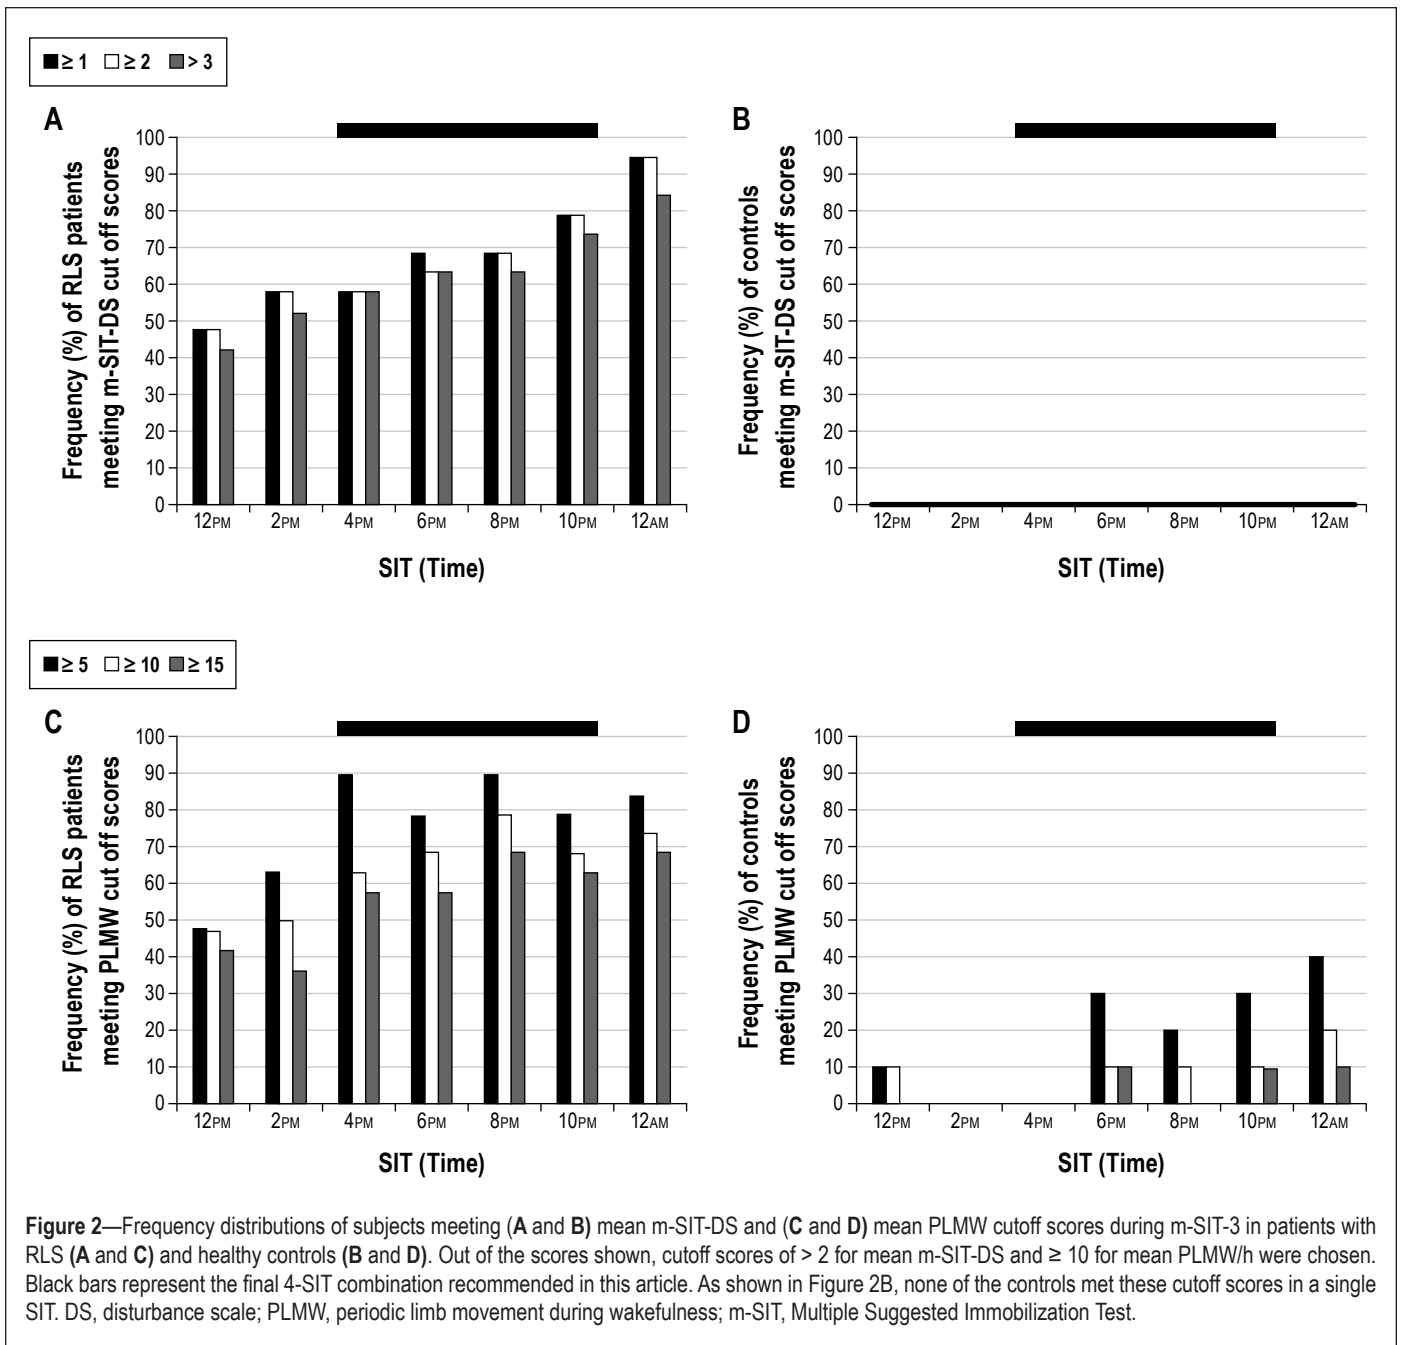 ≥ 1 ≥ 2 > 3
A
Frequency (%) of RLS patients
meeting m-SIT-DS cut off scores
100
90
80
70
60
50
40
30
20
10
0
12PM 2PM 4PM 6PM 8PM 10PM 12AM
SIT (Time)
B
Frequency (%) of controls
meeting m-SIT-DS cut off scores
100
90
80
70
60
50
40
30
20
10
0
12PM 2PM 4PM 6PM 8PM 10PM 12AM
SIT (Time)
≥ 5 ≥ 10 ≥ 15
C
Frequency (%) of RLS patients
meeting PLMW cut off scores
100
90
80
70
60
50
40
30
20
10
0
12PM 2PM 4PM 6PM 8PM 10PM 12AM
SIT (Time)
D
Frequency (%) of controls
meeting PLMW cut off scores
100
90
80
70
60
50
40
30
20
10
0
12PM 2PM 4PM 6PM 8PM 10PM 12AM
SIT (Time)
Figure 2—Frequency distributions of subjects meeting (A and B) mean m-SIT-DS and (C and D) mean PLMW cutoff scores during m-SIT-3 in patients with
RLS (A and C) and healthy controls (B and D). Out of the scores shown, cutoff scores of > 2 for mean m-SIT-DS and ≥ 10 for mean PLMW/h were chosen.
Black bars represent the final 4-SIT combination recommended in this article. As shown in Figure 2B, none of the controls met these cutoff scores in a single
SIT. DS, disturbance scale; PLMW, periodic limb movement during wakefulness; m-SIT, Multiple Suggested Immobilization Test.